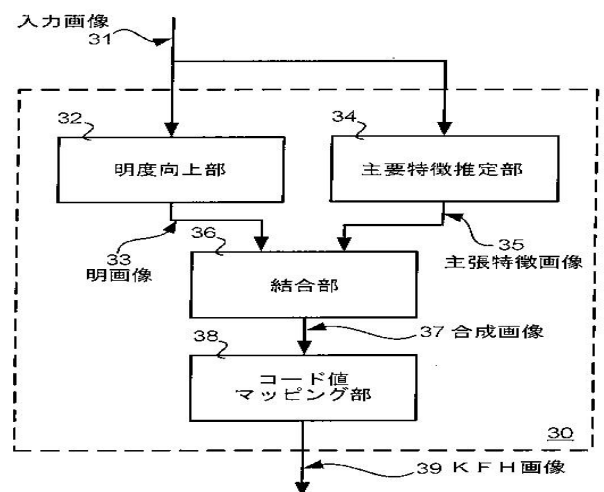 入力画像
31
32
明度向上部
34
主要特徴推定部
33
明画像
36
結合部
35
主張特徴画像
37 合成画像
38
コード値
マッピング部
30
39 KFH画像